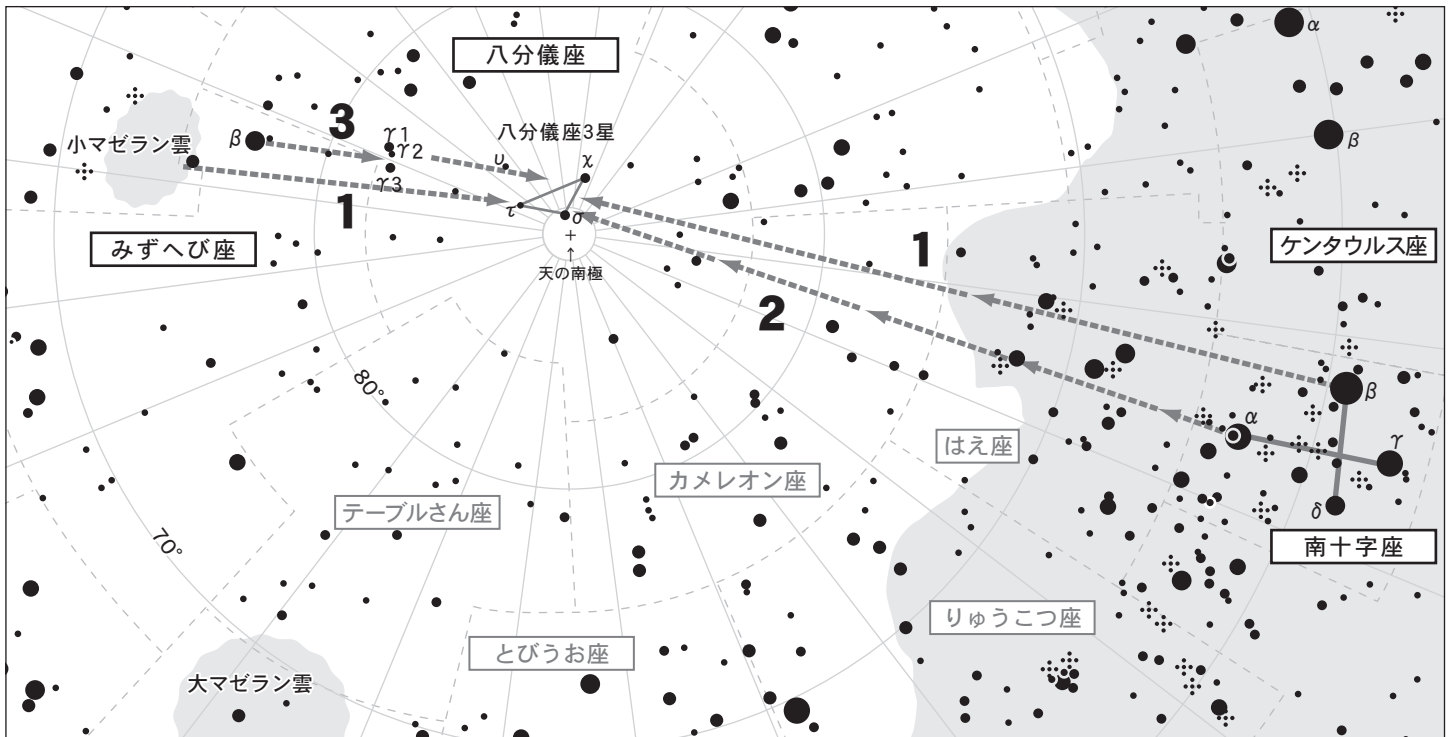 α
八分儀座
3
八分儀座3星
小マゼラン雲
β
γ1
γ2
γ3
υ
χ
β
1
τ
σ
+
↑
天の南極
みずへび座
ケンタウルス座
1
2
80°
β
α
γ
はえ座
カメレオン座
テーブルさん座
δ
70°
南十字座
りゅうこつ座
とびうお座
大マゼラン雲